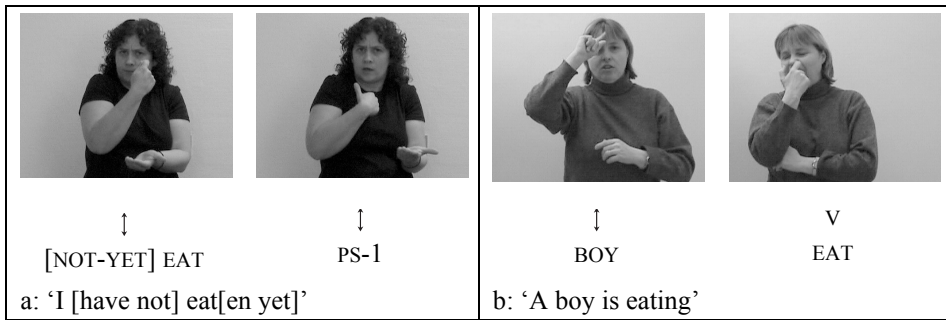 ↕ ↕
[NOT-YET] EAT PS-1
a: ‘I [have not] eat[en yet]’
↕ V
BOY EAT
b: ‘A boy is eating’